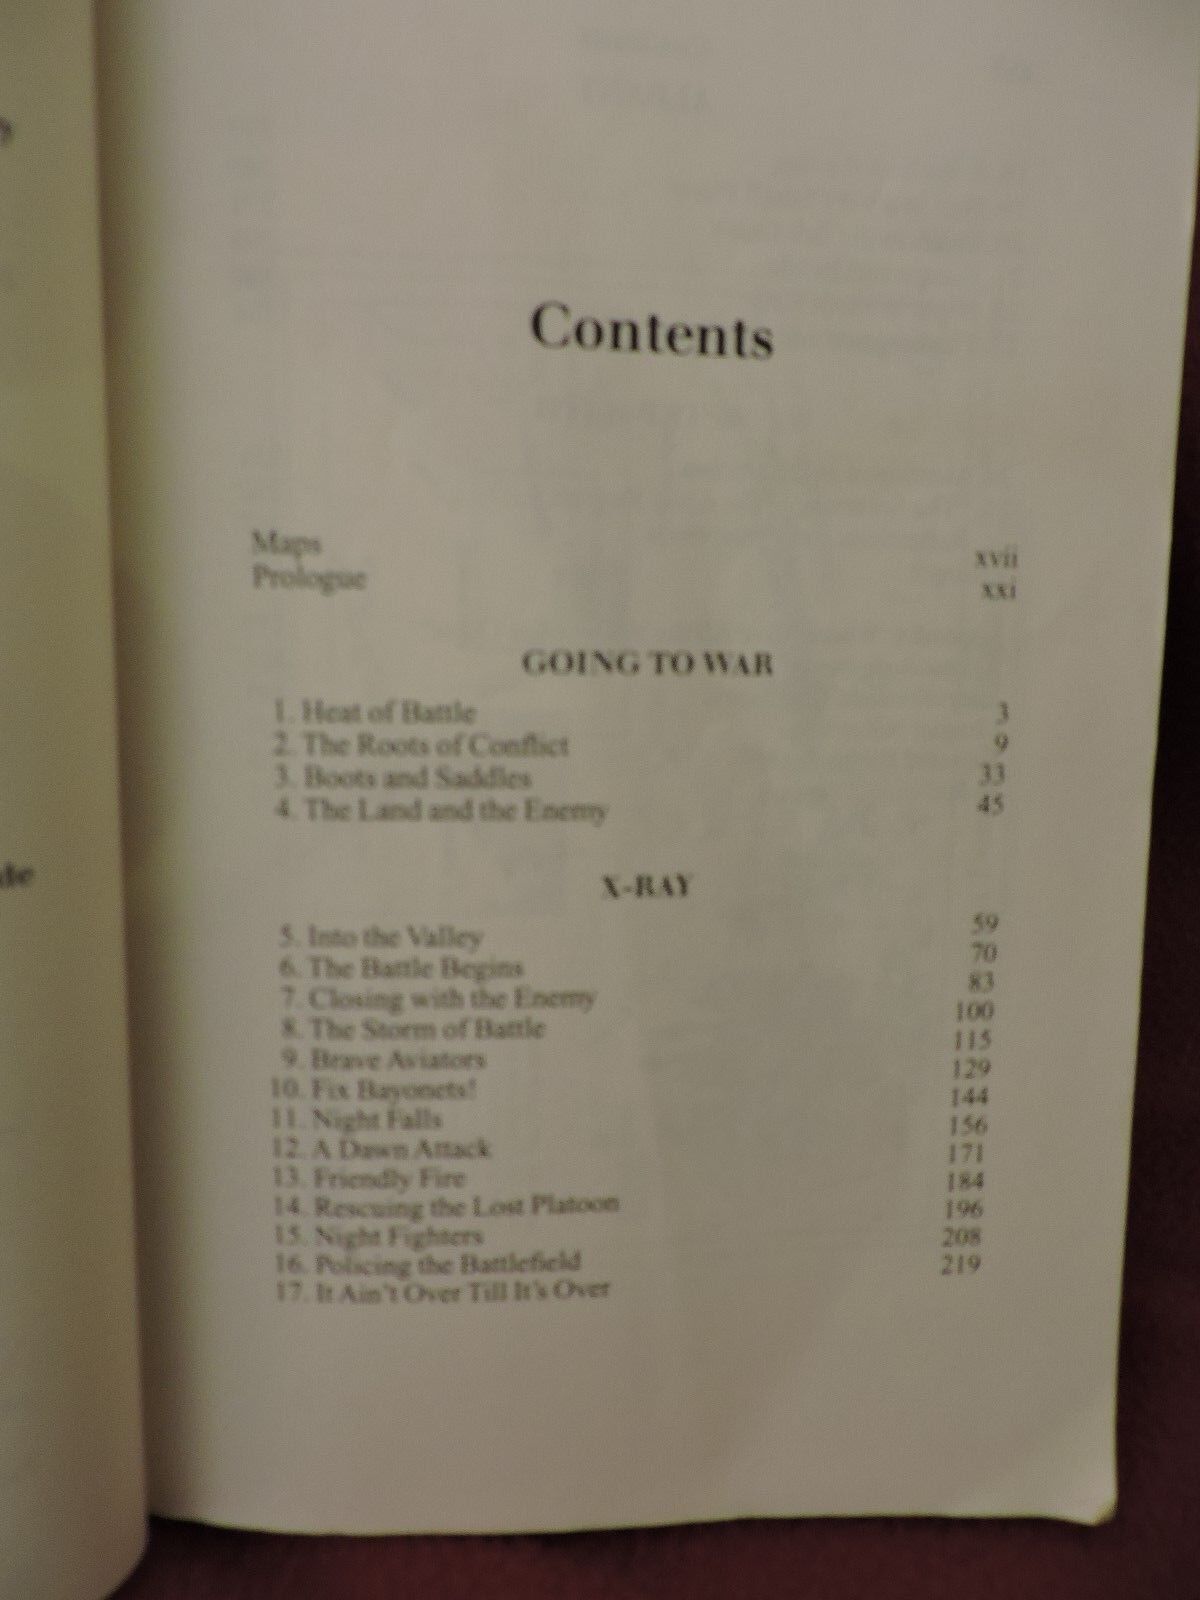 de
Contents
Maps xvii
Prologue xxi
GOING TO WAR
1. Heat of Battle 3
2. The Roots of Conflict 9
3. Boots and Saddles 33
4. The Land and the Enemy 45
X-RAY
5. Into the Valley 59
6. The Battle Begins 70
7. Closing with the Enemy 83
8. The Storm of Battle 100
9. Brave Aviators 115
10. Fix Bayonets! 129
11. Night Falls 144
12. A Dawn Attack 156
13. Friendly Fire 171
14. Rescuing the Lost Platoon 184
15. Night Fighters 196
16. Policing the Battlefield 208
17. It Ain't Over Till It's Over 219